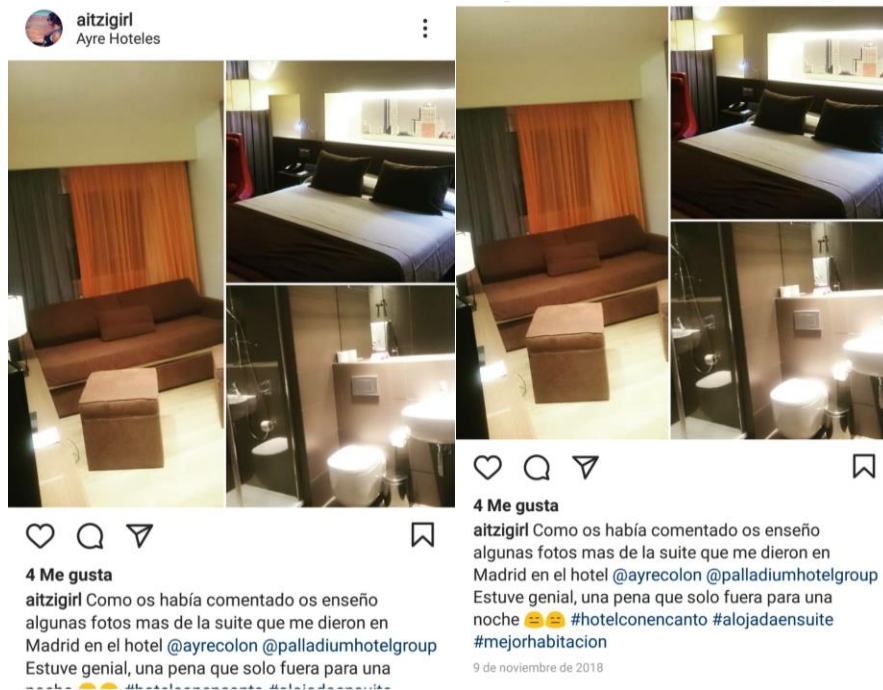 aitzigirl
Ayre Hoteles
4 Me gusta
aitzigirl Como os había comentado os enseño
algunas fotos mas de la suite que me dieron en
Madrid en el hotel @ayrecolon @palladiumhotelgroup
Estuve genial, una pena que solo fuera para una
noche 😑😑 #hotelconencanto #alojadaensuite
4 Me gusta
aitzigirl Como os había comentado os enseño
algunas fotos mas de la suite que me dieron en
Madrid en el hotel @ayrecolon @palladiumhotelgroup
Estuve genial, una pena que solo fuera para una
noche 😑😑 #hotelconencanto #alojadaensuite
#mejorhabitacion
9 de noviembre de 2018